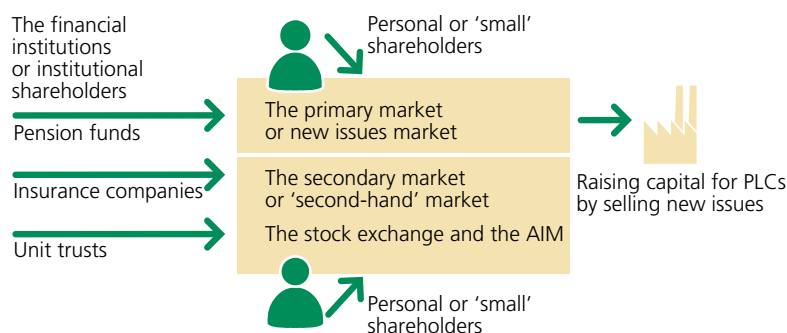 The financial
institutions
or institutional
shareholders
Pension funds
Insurance companies
Unit trusts
Personal or ‘small’
shareholders
The primary market
or new issues market
The secondary market
or ‘second-hand’ market
The stock exchange and the AIM
Personal or ‘small’
shareholders
Raising capital for PLCs
by selling new issues